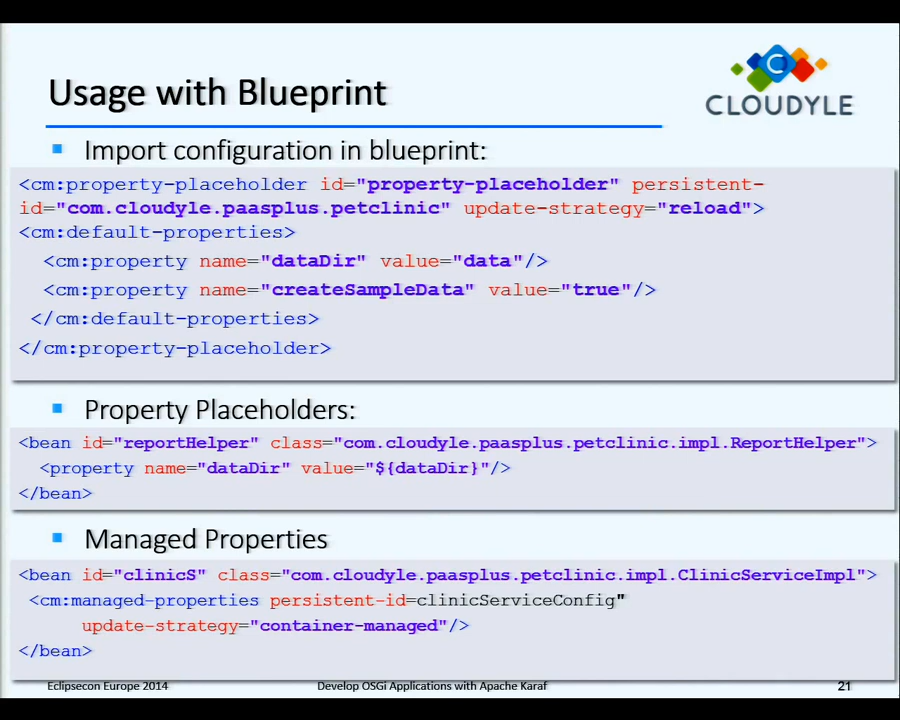 Usage with Blueprint
CLOUDYLE
Import configuration in blueprint:
<cm:property-placeholder id="property-placeholder" persistent-
id="com.cloudyle.paasplus.petclinic" update-strategy="reload">
<cm:default-properties>
<cm:property name="dataDir" value="data"/>
<cm:property name="createSampleData" value="true"/>
</cm:default-properties>
</cm:property-placeholder>
Property Placeholders:
<bean id="reportHelper" class="com.cloudyle.paasplus.petclinic.impl.ReportHelper">
<property name="dataDir" value="${dataDir}"/>
</bean>
Managed Properties
<bean id="clinicS" class="com.cloudyle.paasplus.petclinic.impl.ClinicServiceImpl">
<cm:managed-properties persistent-id=clinicServiceConfig"
update-strategy="container-managed"/>
</bean>
Eclipsecon Europe 2014
Develop OSGi Applications with Apache Karaf
21